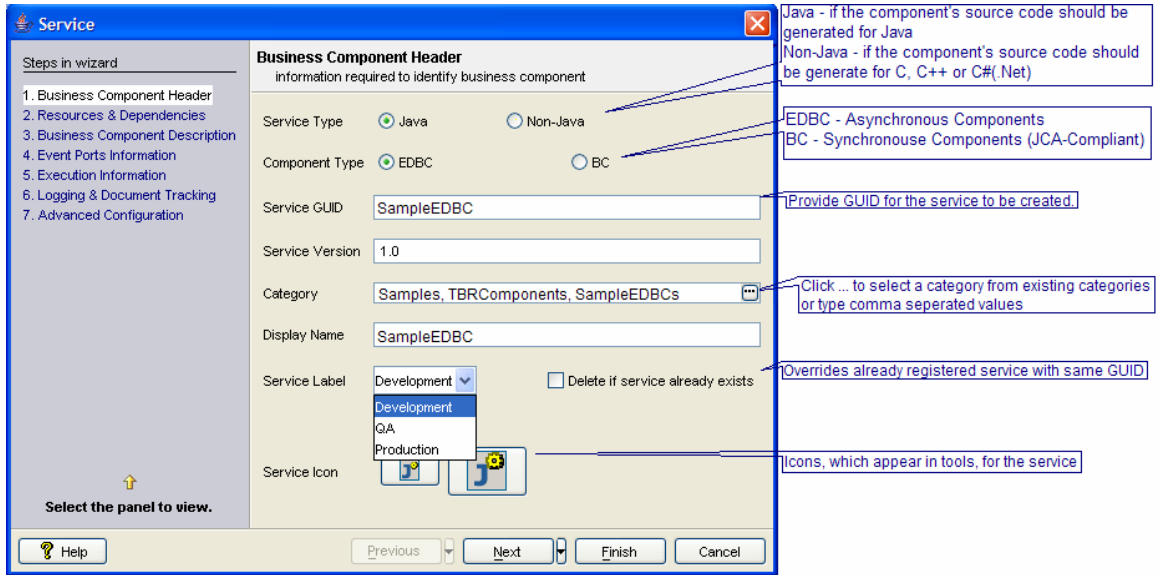 Service
Steps in wizard
1. Business Component Header
2. Resources & Dependencies
3. Business Component Description
4. Event Ports Information
5. Execution Information
6. Logging & Document Tracking
7. Advanced Configuration
Select the panel to view.
Business Component Header
information required to identify business component
Service Type Java Non-Java
Component Type EDBC BC
Service GUID SampleEDBC
Service Version 1.0
Category Samples, TBRComponents, SampleEDBCs ...
Display Name SampleEDBC
Service Label Development Delete if service already exists
Development
QA
Production
Service Icon J J
Help Previous Next Finish Cancel
Java - if the component's source code should be
generated for Java
Non-Java - if the component's source code should
be generate for C, C++ or C#(.Net)
EDBC - Asynchronous Components
BC - Synchronouse Components (JCA-Compliant)
Provide GUID for the service to be created.
Click ... to select a category from existing categories
or type comma seperated values
Overrides already registered service with same GUID
Icons, which appear in tools, for the service